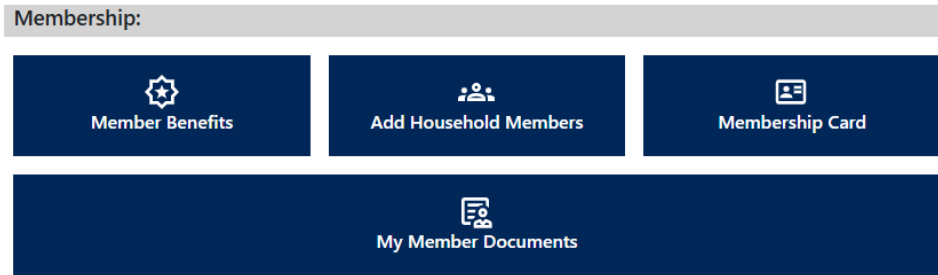 Membership:
Member Benefits
Add Household Members
Membership Card
My Member Documents